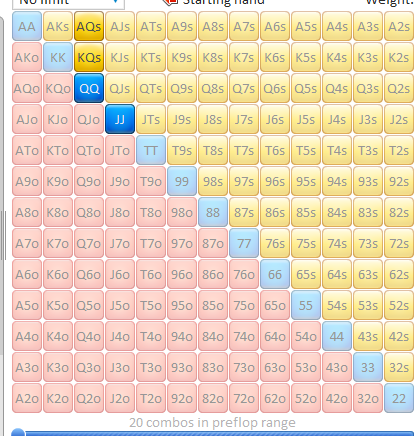 No limit Starting hand Weight:
AA AKs AQs AJs ATs A9s A8s A7s A6s A5s A4s A3s A2s
AKo KK KQs KJs KTs K9s K8s K7s K6s K5s K4s K3s K2s
AQo KQo QQ QJs QTs Q9s Q8s Q7s Q6s Q5s Q4s Q3s Q2s
AJo KJo QJo JJ JTs J9s J8s J7s J6s J5s J4s J3s J2s
ATo KTo QTo JTo TT T9s T8s T7s T6s T5s T4s T3s T2s
A9o K9o Q9o J9o T9o 99 98s 97s 96s 95s 94s 93s 92s
A8o K8o Q8o J8o T8o 98o 88 87s 86s 85s 84s 83s 82s
A7o K7o Q7o J7o T7o 97o 87o 77 76s 75s 74s 73s 72s
A6o K6o Q6o J6o T6o 96o 86o 76o 66 65s 64s 63s 62s
A5o K5o Q5o J5o T5o 95o 85o 75o 65o 55 54s 53s 52s
A4o K4o Q4o J4o T4o 94o 84o 74o 64o 54o 44 43s 42s
A3o K3o Q3o J3o T3o 93o 83o 73o 63o 53o 43o 33 32s
A2o K2o Q2o J2o T2o 92o 82o 72o 62o 52o 42o 32o 22
20 combos in preflop range